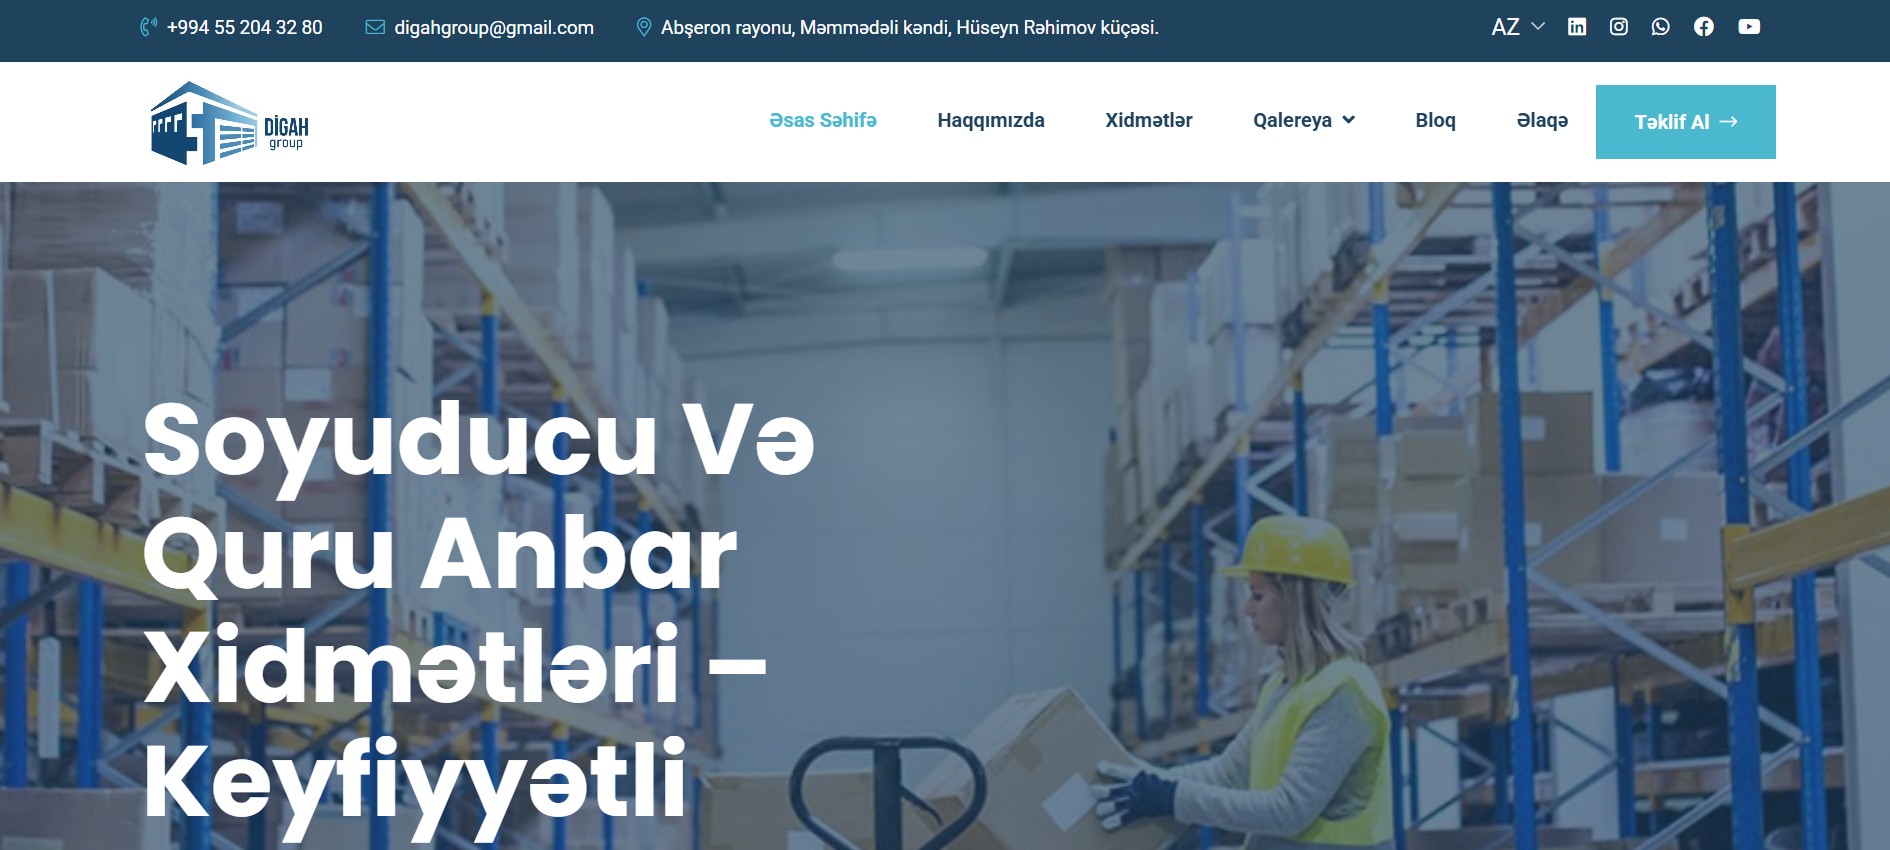 +994 55 204 32 80 digahgroup@gmail.com Abşeron rayonu, Məmmədəli kəndi, Hüseyn Rəhimov küçəsi. AZ
DİGAH
group
Əsas Səhifə Haqqımızda Xidmətlər Qalereya Bloq Əlaqə Təklif Al →
Soyuducu Və
Quru Anbar
Xidmətləri –
Keyfiyyətli